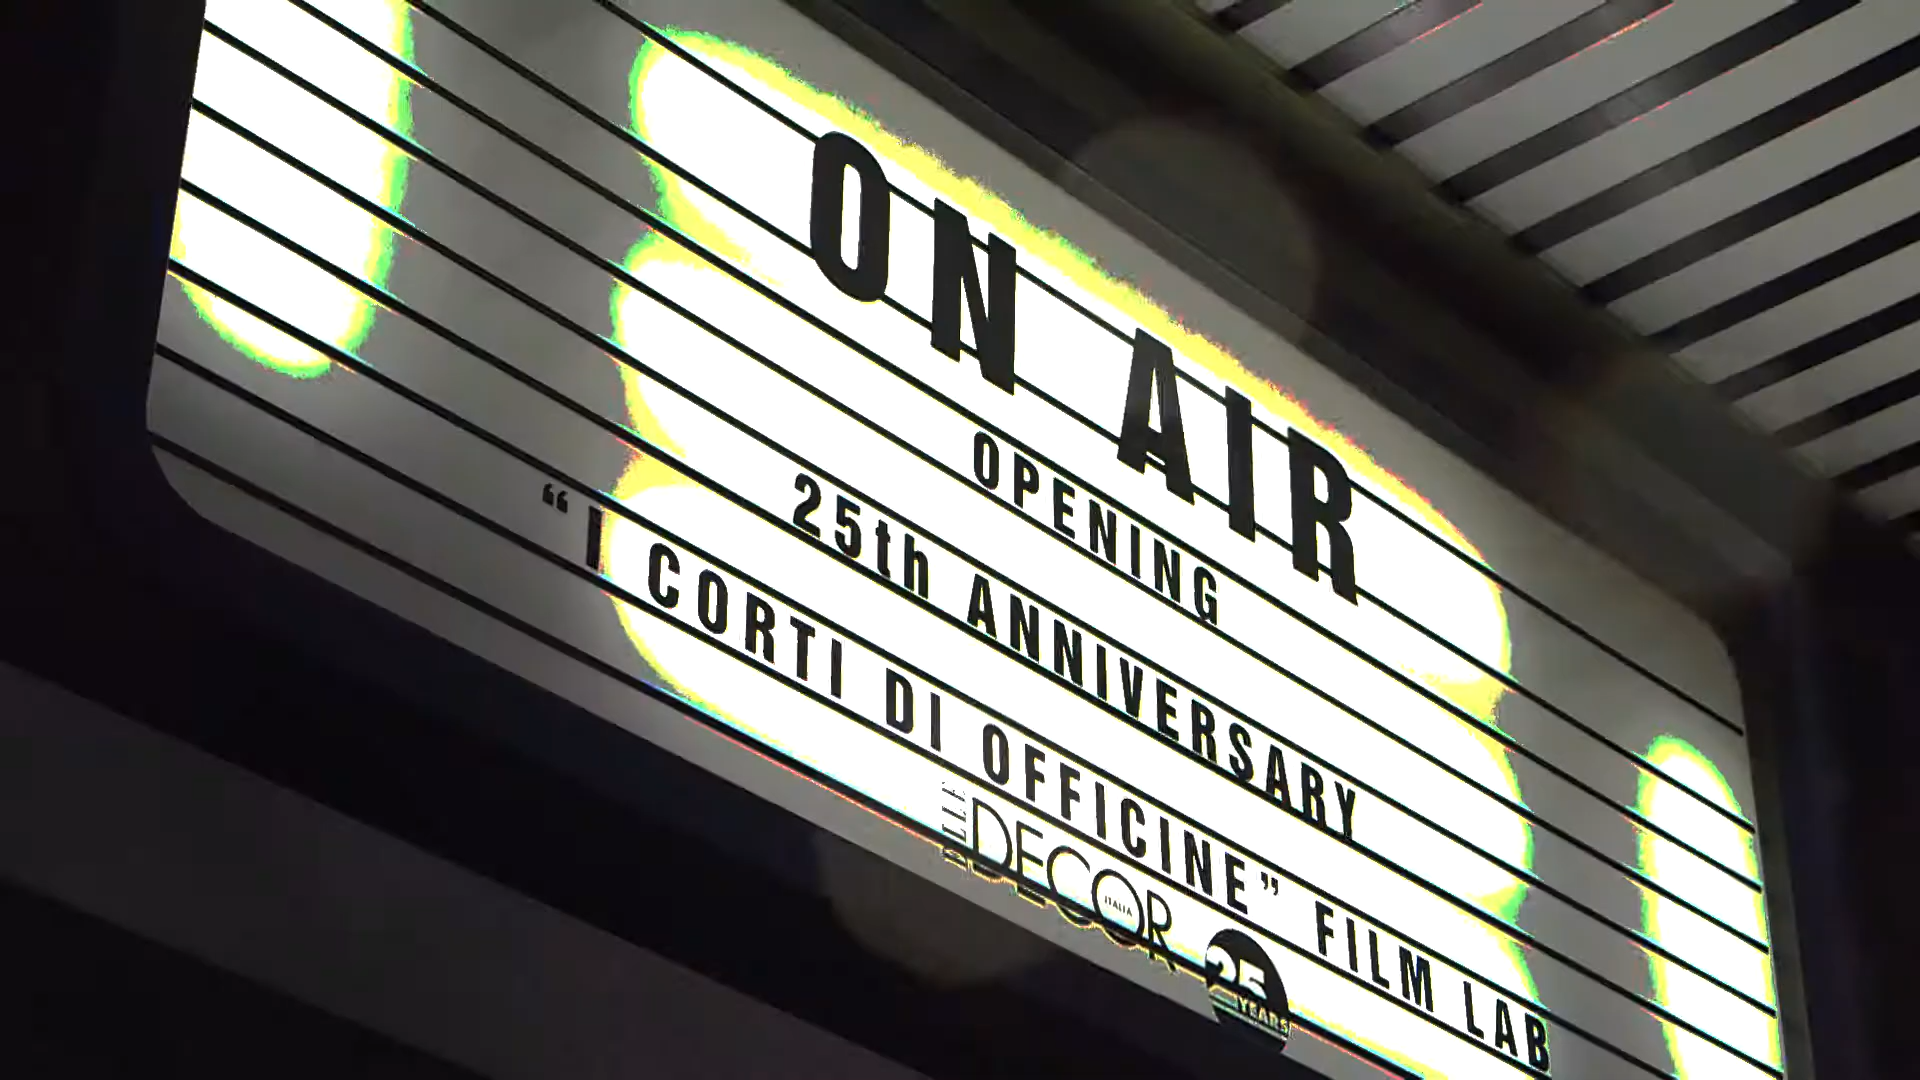 ON AIR
OPENING
25th ANNIVERSARY
“I CORTI DI OFFICINE” FILM LAB
ELLE DECOR
ITALIA
25
YEARS